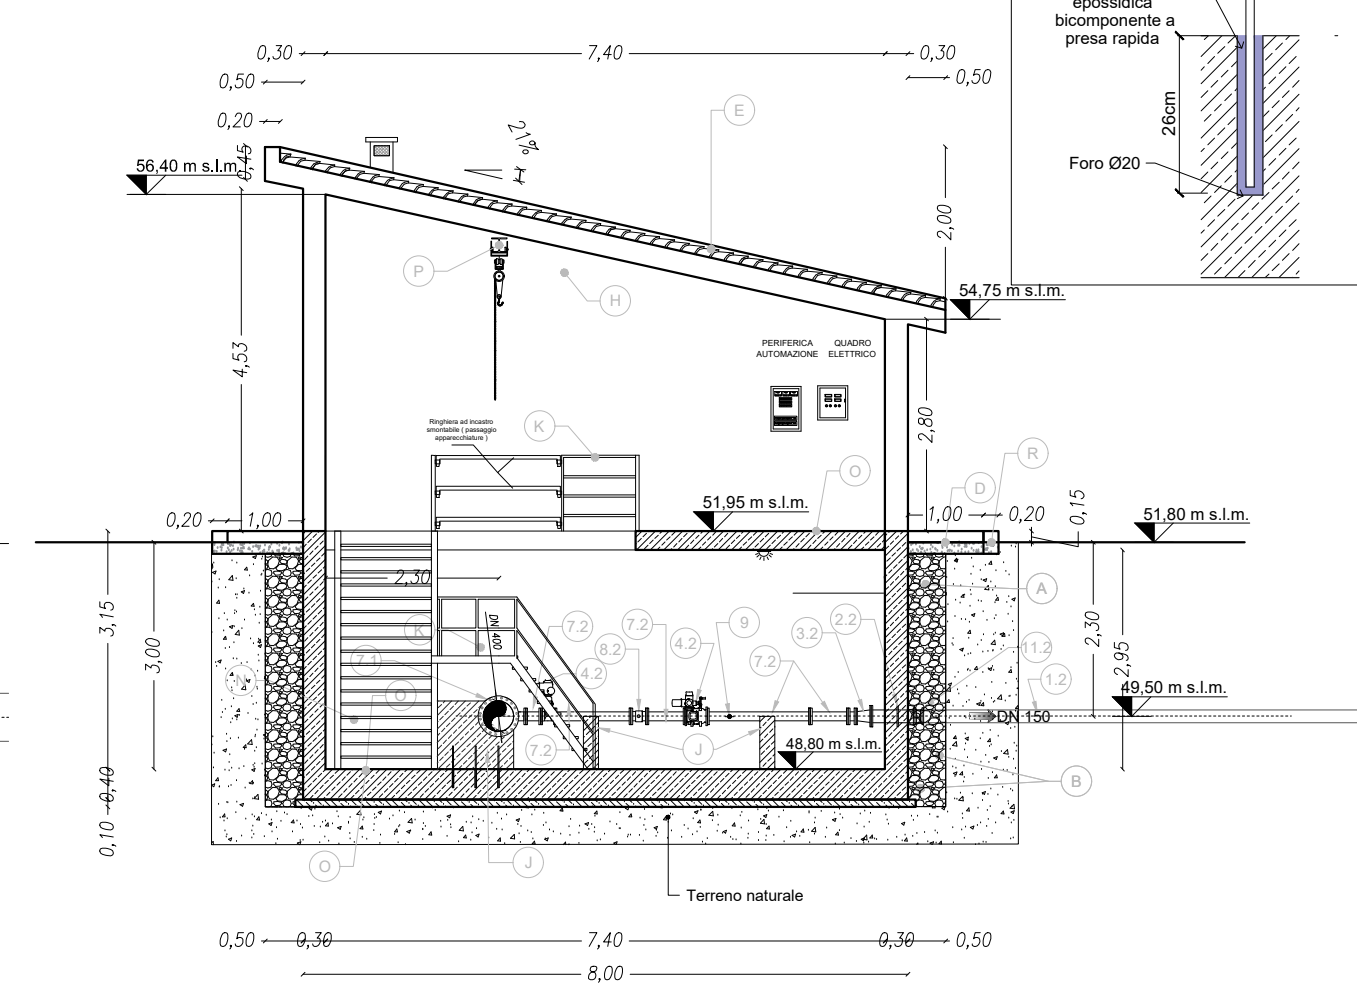 epossidica
bicomponente a
presa rapida
26cm
Foro Ø20
0,30
7,40
0,30
0,50
0,50
0,20
21%
E
56,40 m s.l.m.
0,45
2,00
P
H
54,75 m s.l.m.
4,53
PERIFERICA
AUTOMAZIONE
QUADRO
ELETTRICO
2,80
Ringhiera ad incastro
smontabile ( passaggio
apparecchiature )
K
R
O
D
51,95 m s.l.m.
0,20
1,00
1,00
0,20
0,15
51,80 m s.l.m.
3,15
3,00
2,30
A
2,30
2,95
K
DN 400
7.2
8.2
7.2
4.2
9
7.2
3.2
2.2
11.2
1.2
7.1
4.2
N
O
49,50 m s.l.m.
DN 150
7.2
J
48,80 m s.l.m.
B
0,40
0,10
O
J
Terreno naturale
0,50
0,30
7,40
0,30
0,50
8,00